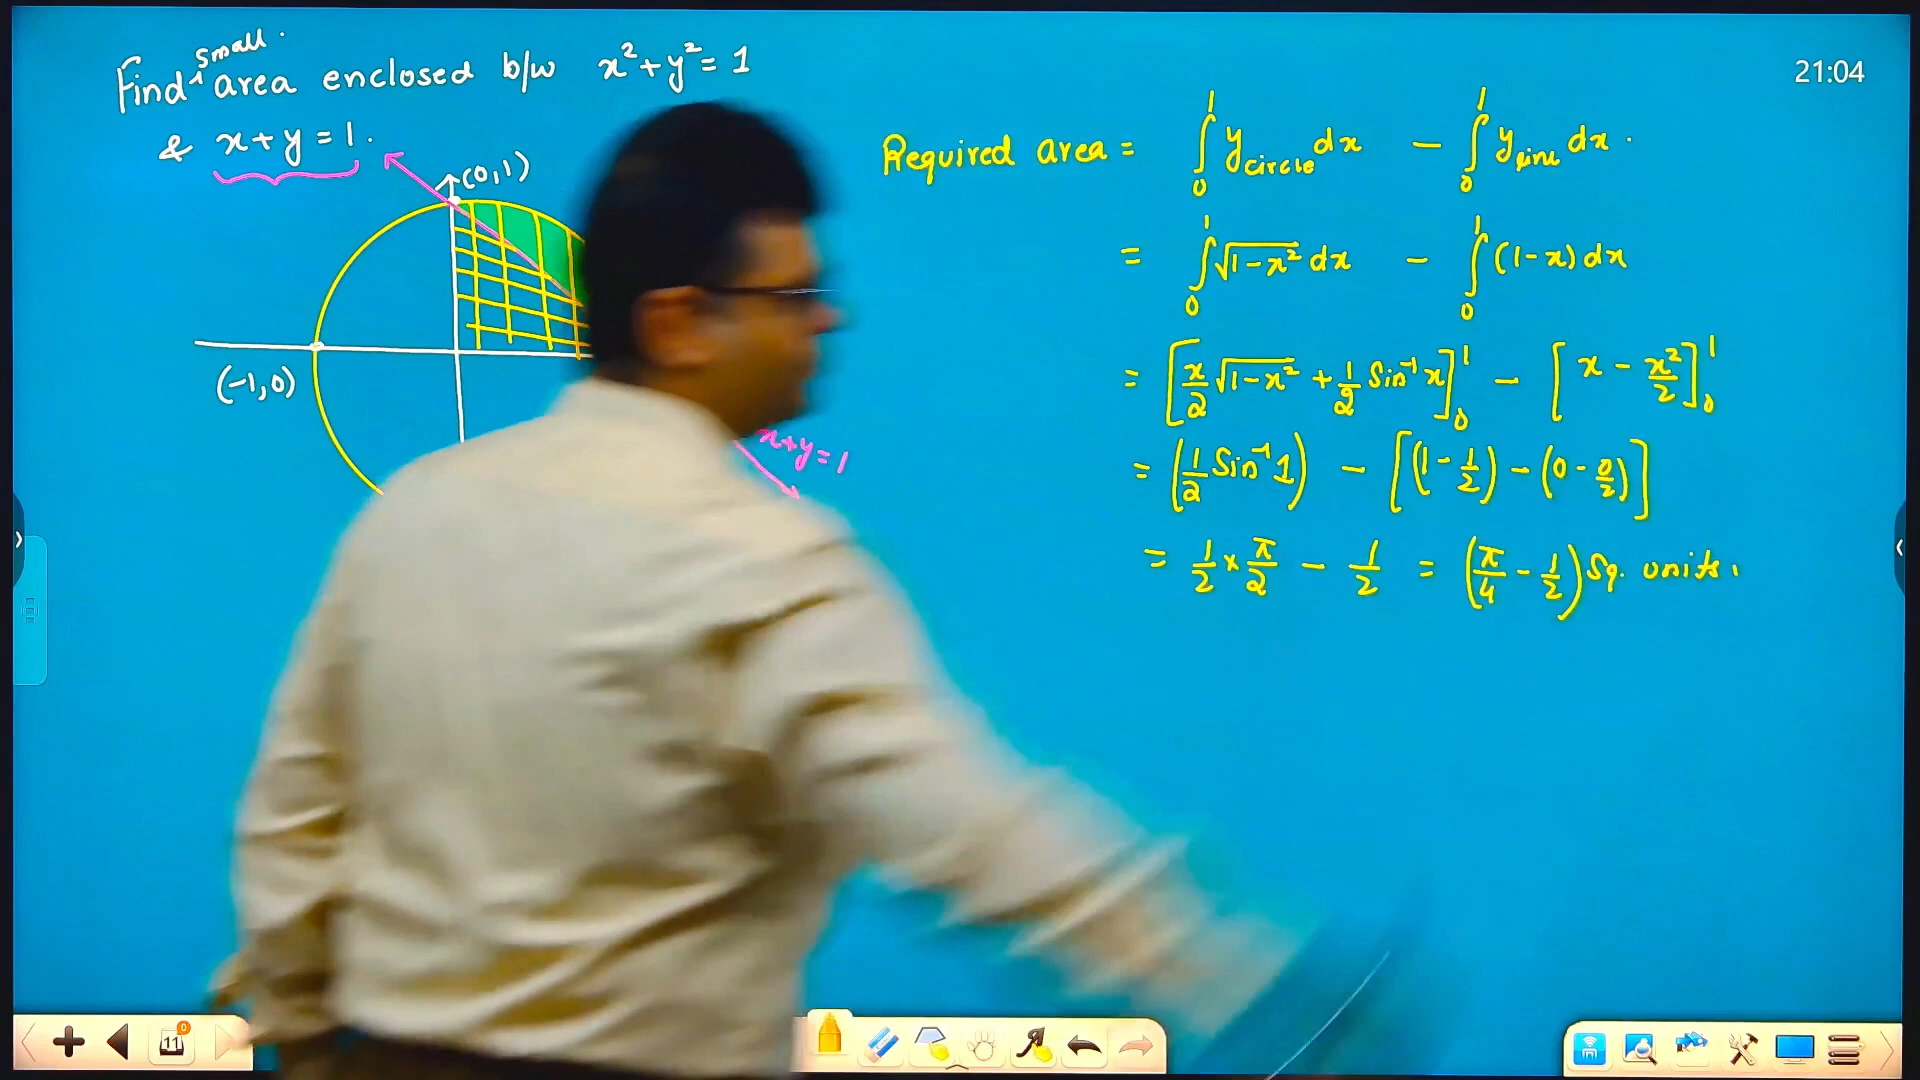 Find small area enclosed b/w x²+y²=1
& x+y=1.
(0,1)
(-1,0)
x+y=1
21:04
Required area = ∫₀¹ y_circle dx − ∫₀¹ y_line dx.
= ∫₀¹ √(1−x²) dx − ∫₀¹ (1−x) dx
= [x/2 √(1−x²) + 1/2 Sin⁻¹ x]₀¹ − [x − x²/2]₀¹
= (1/2 Sin⁻¹ 1) − [(1 − 1/2) − (0 − 0/2)]
= 1/2 × π/2 − 1/2 = (π/4 − 1/2) Sq. units.
11
0